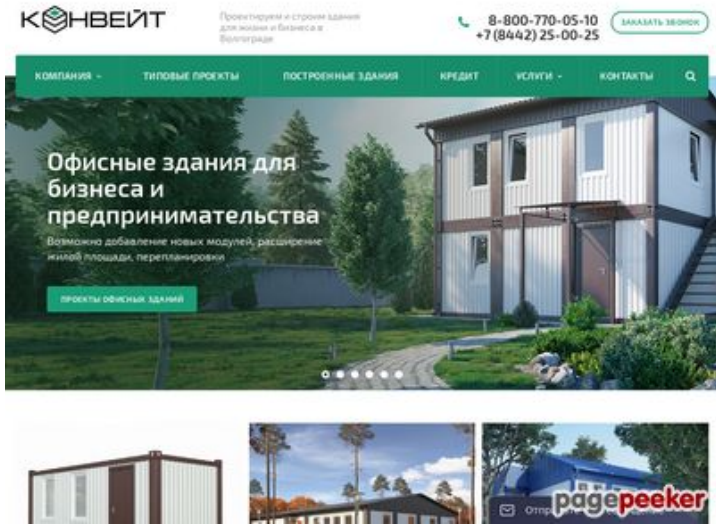 КОНВЕЙТ
Проектируем и строим здания
для жизни и бизнеса в
Волгограде
8-800-770-05-10
+7 (8442) 25-00-25
ЗАКАЗАТЬ ЗВОНОК
КОМПАНИЯ
ТИПОВЫЕ ПРОЕКТЫ
ПОСТРОЕННЫЕ ЗДАНИЯ
КРЕДИТ
УСЛУГИ
КОНТАКТЫ
Офисные здания для
бизнеса и
предпринимательства
Возможно добавление новых модулей, расширение
жилой площади, перепланировки
ПРОЕКТЫ ОФИСНЫХ ЗДАНИЙ
pagepeeker